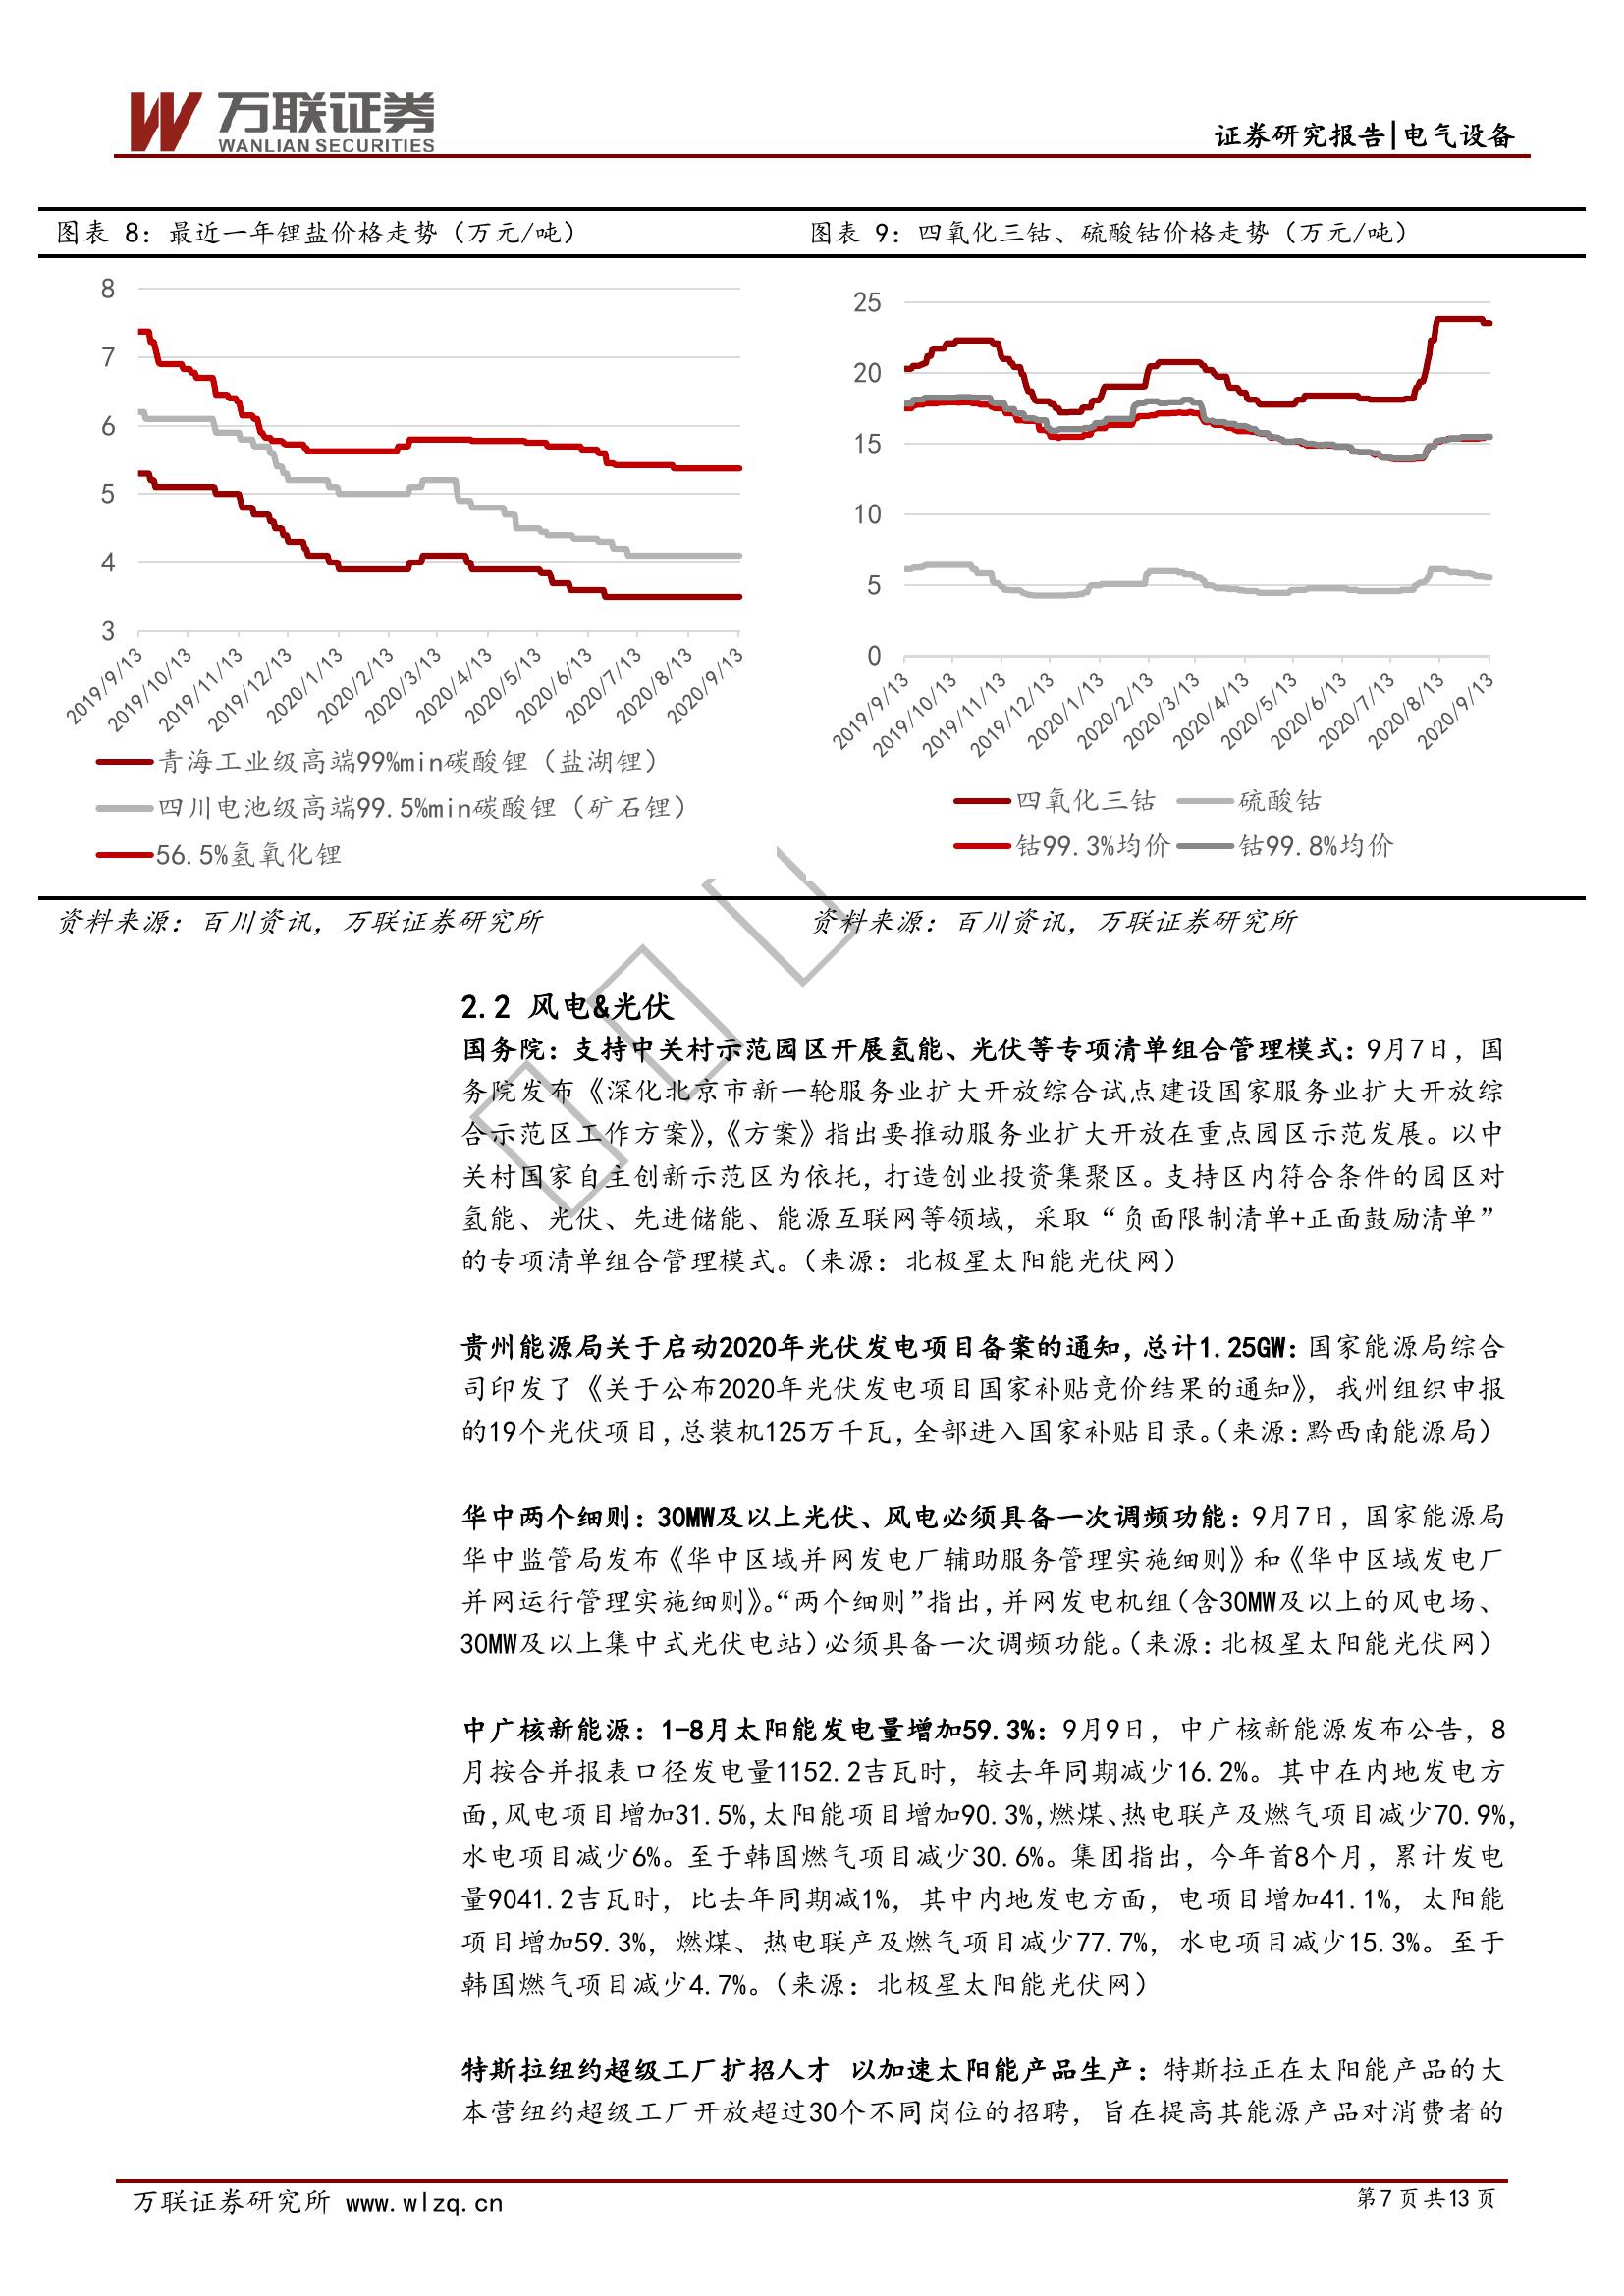 万联证券
WANLIAN SECURITIES
证券研究报告|电气设备
图表 8：最近一年锂盐价格走势（万元/吨）
8
7
6
5
4
3
2019/9/13
2019/10/13
2019/11/13
2019/12/13
2020/1/13
2020/2/13
2020/3/13
2020/4/13
2020/5/13
2020/6/13
2020/7/13
2020/8/13
2020/9/13
青海工业级高端99%min碳酸锂（盐湖锂）
四川电池级高端99.5%min碳酸锂（矿石锂）
56.5%氢氧化锂
资料来源：百川资讯，万联证券研究所
图表 9：四氧化三钴、硫酸钴价格走势（万元/吨）
25
20
15
10
5
0
2019/9/13
2019/10/13
2019/11/13
2019/12/13
2020/1/13
2020/2/13
2020/3/13
2020/4/13
2020/5/13
2020/6/13
2020/7/13
2020/8/13
2020/9/13
四氧化三钴 硫酸钴
钴99.3%均价 钴99.8%均价
资料来源：百川资讯，万联证券研究所
2.2 风电&光伏
国务院：支持中关村示范园区开展氢能、光伏等专项清单组合管理模式：9月7日，国
务院发布《深化北京市新一轮服务业扩大开放综合试点建设国家服务业扩大开放综
合示范区工作方案》，《方案》指出要推动服务业扩大开放在重点园区示范发展。以中
关村国家自主创新示范区为依托，打造创业投资集聚区。支持区内符合条件的园区对
氢能、光伏、先进储能、能源互联网等领域，采取“负面限制清单+正面鼓励清单”
的专项清单组合管理模式。（来源：北极星太阳能光伏网）
贵州能源局关于启动2020年光伏发电项目备案的通知，总计1.25GW：国家能源局综合
司印发了《关于公布2020年光伏发电项目国家补贴竞价结果的通知》，我州组织申报
的19个光伏项目，总装机125万千瓦，全部进入国家补贴目录。（来源：黔西南能源局）
华中两个细则：30MW及以上光伏、风电必须具备一次调频功能：9月7日，国家能源局
华中监管局发布《华中区域并网发电厂辅助服务管理实施细则》和《华中区域发电厂
并网运行管理实施细则》。“两个细则”指出，并网发电机组（含30MW及以上的风电场、
30MW及以上集中式光伏电站）必须具备一次调频功能。（来源：北极星太阳能光伏网）
中广核新能源：1-8月太阳能发电量增加59.3%：9月9日，中广核新能源发布公告，8
月按合并报表口径发电量1152.2吉瓦时，较去年同期减少16.2%。其中在内地发电方
面，风电项目增加31.5%，太阳能项目增加90.3%，燃煤、热电联产及燃气项目减少70.9%，
水电项目减少6%。至于韩国燃气项目减少30.6%。集团指出，今年首8个月，累计发电
量9041.2吉瓦时，比去年同期减1%，其中内地发电方面，电项目增加41.1%，太阳能
项目增加59.3%，燃煤、热电联产及燃气项目减少77.7%，水电项目减少15.3%。至于
韩国燃气项目减少4.7%。（来源：北极星太阳能光伏网）
特斯拉纽约超级工厂扩招人才 以加速太阳能产品生产：特斯拉正在太阳能产品的大
本营纽约超级工厂开放超过30个不同岗位的招聘，旨在提高其能源产品对消费者的
万联证券研究所 www.wlzq.cn
第7页共13页